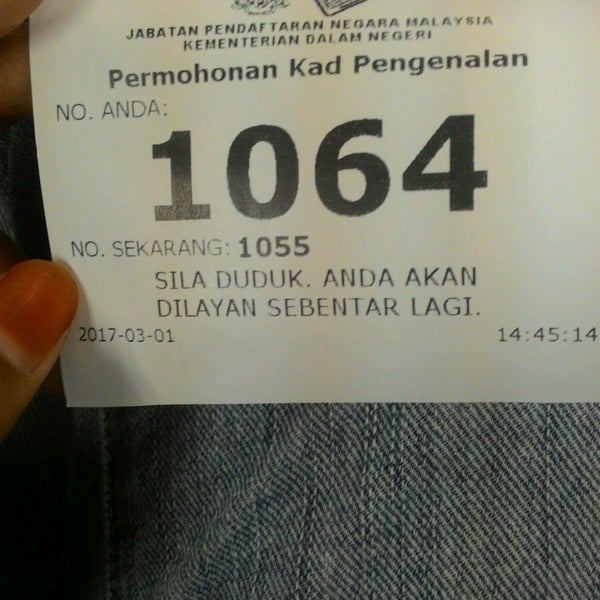 JABATAN PENDAFTARAN NEGARA MALAYSIA
KEMENTERIAN DALAM NEGERI
Permohonan Kad Pengenalan
NO. ANDA:
1064
NO. SEKARANG: 1055
SILA DUDUK. ANDA AKAN
DILAYAN SEBENTAR LAGI.
2017-03-01 14:45:14